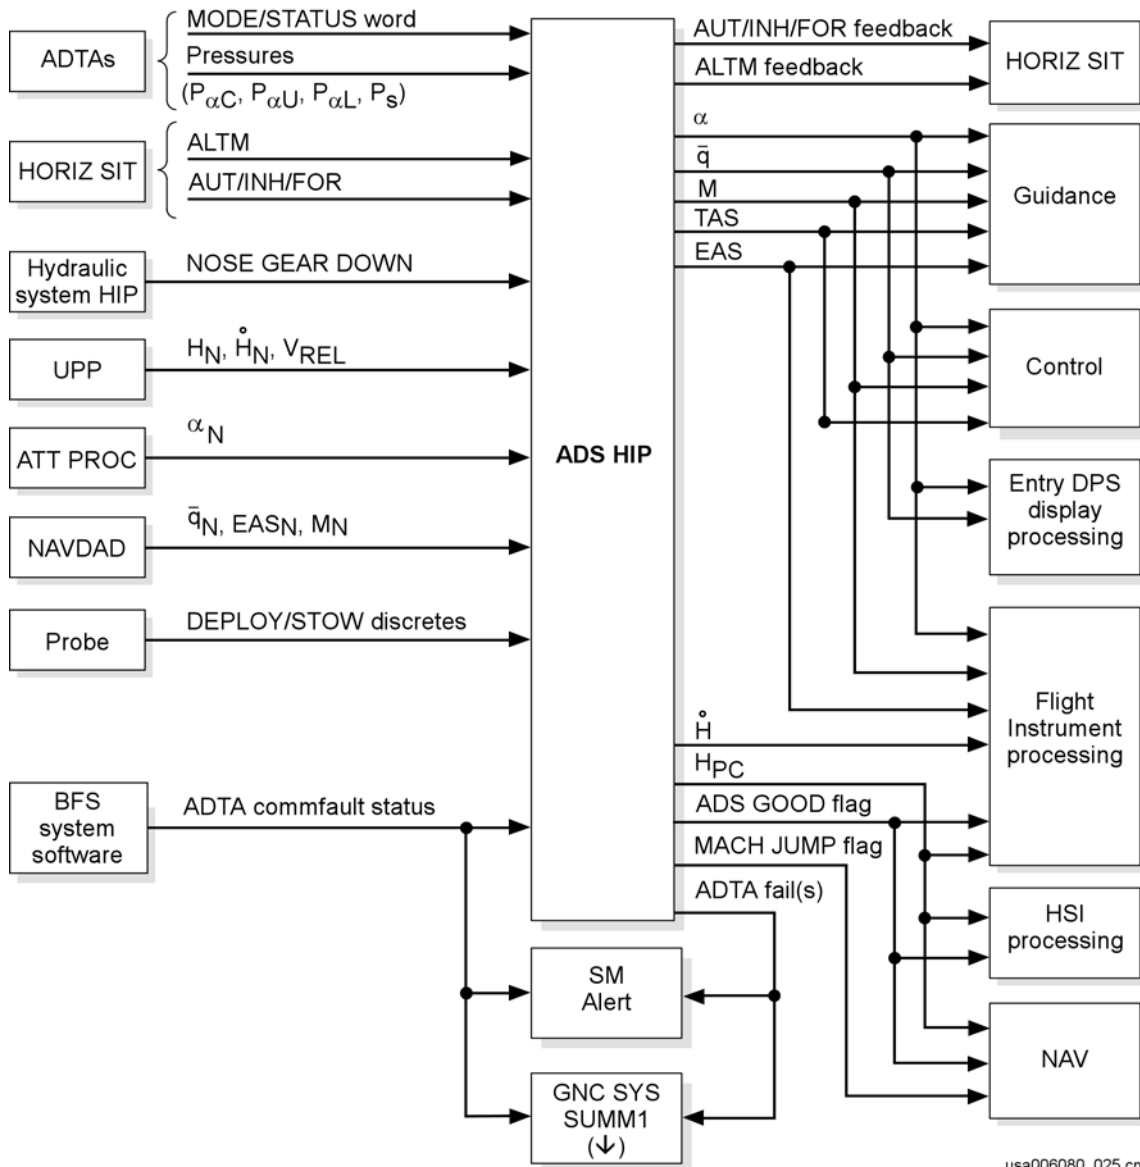 ADTAs
MODE/STATUS word
Pressures
(PαC, PαU, PαL, Ps)
HORIZ SIT
ALTM
AUT/INH/FOR
Hydraulic
system HIP
NOSE GEAR DOWN
UPP
HN, H̊N, VREL
ATT PROC
αN
NAVDAD
q̄N, EASN, MN
Probe
DEPLOY/STOW discretes
BFS
system
software
ADTA commfault status
ADS HIP
SM
Alert
GNC SYS
SUMM1
(↓)
AUT/INH/FOR feedback
ALTM feedback
α
q̄
M
TAS
EAS
H̊
HPC
ADS GOOD flag
MACH JUMP flag
ADTA fail(s)
HORIZ SIT
Guidance
Control
Entry DPS
display
processing
Flight
Instrument
processing
HSI
processing
NAV